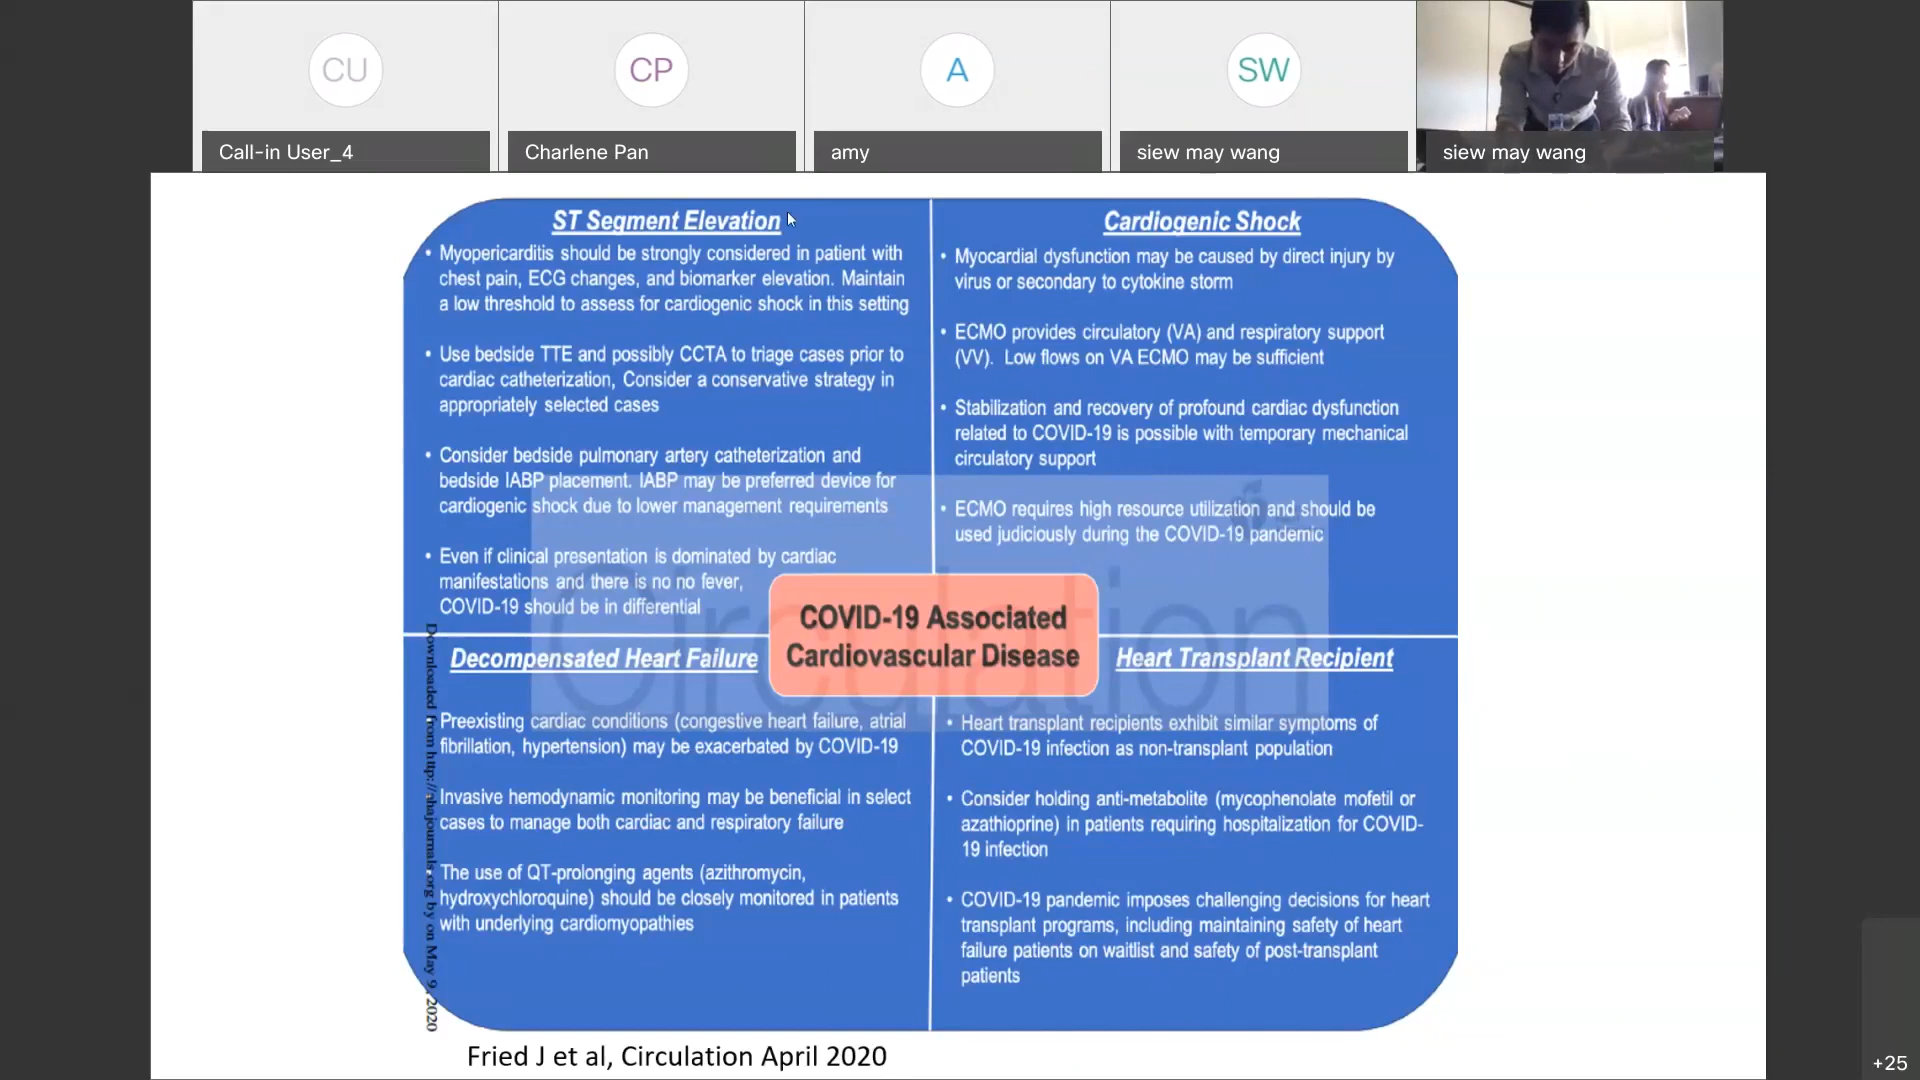 CU
CP
A
SW
Call-in User_4
Charlene Pan
amy
siew may wang
siew may wang
ST Segment Elevation
• Myopericarditis should be strongly considered in patient with
chest pain, ECG changes, and biomarker elevation. Maintain
a low threshold to assess for cardiogenic shock in this setting
• Use bedside TTE and possibly CCTA to triage cases prior to
cardiac catheterization, Consider a conservative strategy in
appropriately selected cases
• Consider bedside pulmonary artery catheterization and
bedside IABP placement. IABP may be preferred device for
cardiogenic shock due to lower management requirements
• Even if clinical presentation is dominated by cardiac
manifestations and there is no no fever,
COVID-19 should be in differential
Cardiogenic Shock
• Myocardial dysfunction may be caused by direct injury by
virus or secondary to cytokine storm
• ECMO provides circulatory (VA) and respiratory support
(VV). Low flows on VA ECMO may be sufficient
• Stabilization and recovery of profound cardiac dysfunction
related to COVID-19 is possible with temporary mechanical
circulatory support
• ECMO requires high resource utilization and should be
used judiciously during the COVID-19 pandemic
COVID-19 Associated
Cardiovascular Disease
Circulation
Decompensated Heart Failure
Preexisting cardiac conditions (congestive heart failure, atrial
fibrillation, hypertension) may be exacerbated by COVID-19
Invasive hemodynamic monitoring may be beneficial in select
cases to manage both cardiac and respiratory failure
The use of QT-prolonging agents (azithromycin,
hydroxychloroquine) should be closely monitored in patients
with underlying cardiomyopathies
Heart Transplant Recipient
• Heart transplant recipients exhibit similar symptoms of
COVID-19 infection as non-transplant population
• Consider holding anti-metabolite (mycophenolate mofetil or
azathioprine) in patients requiring hospitalization for COVID-
19 infection
• COVID-19 pandemic imposes challenging decisions for heart
transplant programs, including maintaining safety of heart
failure patients on waitlist and safety of post-transplant
patients
Downloaded from http://ahajournals.org by on May 9, 2020
Fried J et al, Circulation April 2020
+25